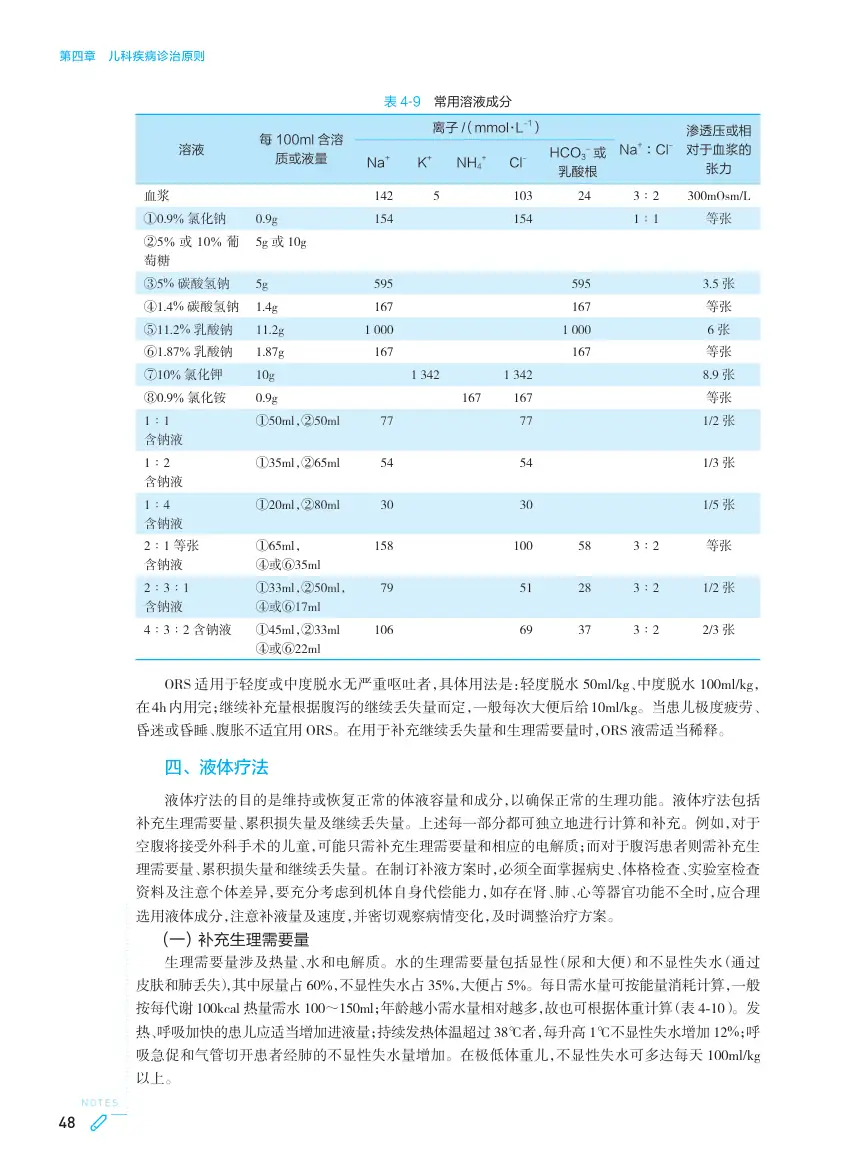 第四章 儿科疾病诊治原则
表 4-9 常用溶液成分
溶液 每 100ml 含溶质或液量 离子 /（mmol·L⁻¹） Na⁺∶Cl⁻ 渗透压或相对于血浆的张力
Na⁺ K⁺ NH₄⁺ Cl⁻ HCO₃⁻ 或乳酸根
血浆 142 5 103 24 3∶2 300mOsm/L
①0.9% 氯化钠 0.9g 154 154 1∶1 等张
②5% 或 10% 葡萄糖 5g 或 10g
③5% 碳酸氢钠 5g 595 595 3.5 张
④1.4% 碳酸氢钠 1.4g 167 167 等张
⑤11.2% 乳酸钠 11.2g 1 000 1 000 6 张
⑥1.87% 乳酸钠 1.87g 167 167 等张
⑦10% 氯化钾 10g 1 342 1 342 8.9 张
⑧0.9% 氯化铵 0.9g 167 167 等张
1∶1 含钠液 ①50ml，②50ml 77 77 1/2 张
1∶2 含钠液 ①35ml，②65ml 54 54 1/3 张
1∶4 含钠液 ①20ml，②80ml 30 30 1/5 张
2∶1 等张含钠液 ①65ml，④或⑥35ml 158 100 58 3∶2 等张
2∶3∶1 含钠液 ①33ml，②50ml，④或⑥17ml 79 51 28 3∶2 1/2 张
4∶3∶2 含钠液 ①45ml，②33ml ④或⑥22ml 106 69 37 3∶2 2/3 张
ORS 适用于轻度或中度脱水无严重呕吐者，具体用法是：轻度脱水 50ml/kg、中度脱水 100ml/kg，
在4h内用完；继续补充量根据腹泻的继续丢失量而定，一般每次大便后给10ml/kg。当患儿极度疲劳、
昏迷或昏睡、腹胀不适宜用 ORS。在用于补充继续丢失量和生理需要量时，ORS 液需适当稀释。
四、液体疗法
液体疗法的目的是维持或恢复正常的体液容量和成分，以确保正常的生理功能。液体疗法包括
补充生理需要量、累积损失量及继续丢失量。上述每一部分都可独立地进行计算和补充。例如，对于
空腹将接受外科手术的儿童，可能只需补充生理需要量和相应的电解质；而对于腹泻患者则需补充生
理需要量、累积损失量和继续丢失量。在制订补液方案时，必须全面掌握病史、体格检查、实验室检查
资料及注意个体差异，要充分考虑到机体自身代偿能力，如存在肾、肺、心等器官功能不全时，应合理
选用液体成分，注意补液量及速度，并密切观察病情变化，及时调整治疗方案。
（一）补充生理需要量
生理需要量涉及热量、水和电解质。水的生理需要量包括显性（尿和大便）和不显性失水（通过
皮肤和肺丢失），其中尿量占 60%，不显性失水占 35%，大便占 5%。每日需水量可按能量消耗计算，一般
按每代谢 100kcal 热量需水 100～150ml；年龄越小需水量相对越多，故也可根据体重计算（表 4-10）。发
热、呼吸加快的患儿应适当增加进液量；持续发热体温超过 38℃者，每升高 1℃不显性失水增加 12%；呼
吸急促和气管切开患者经肺的不显性失水量增加。在极低体重儿，不显性失水可多达每天 100ml/kg
以上。
NOTES
48